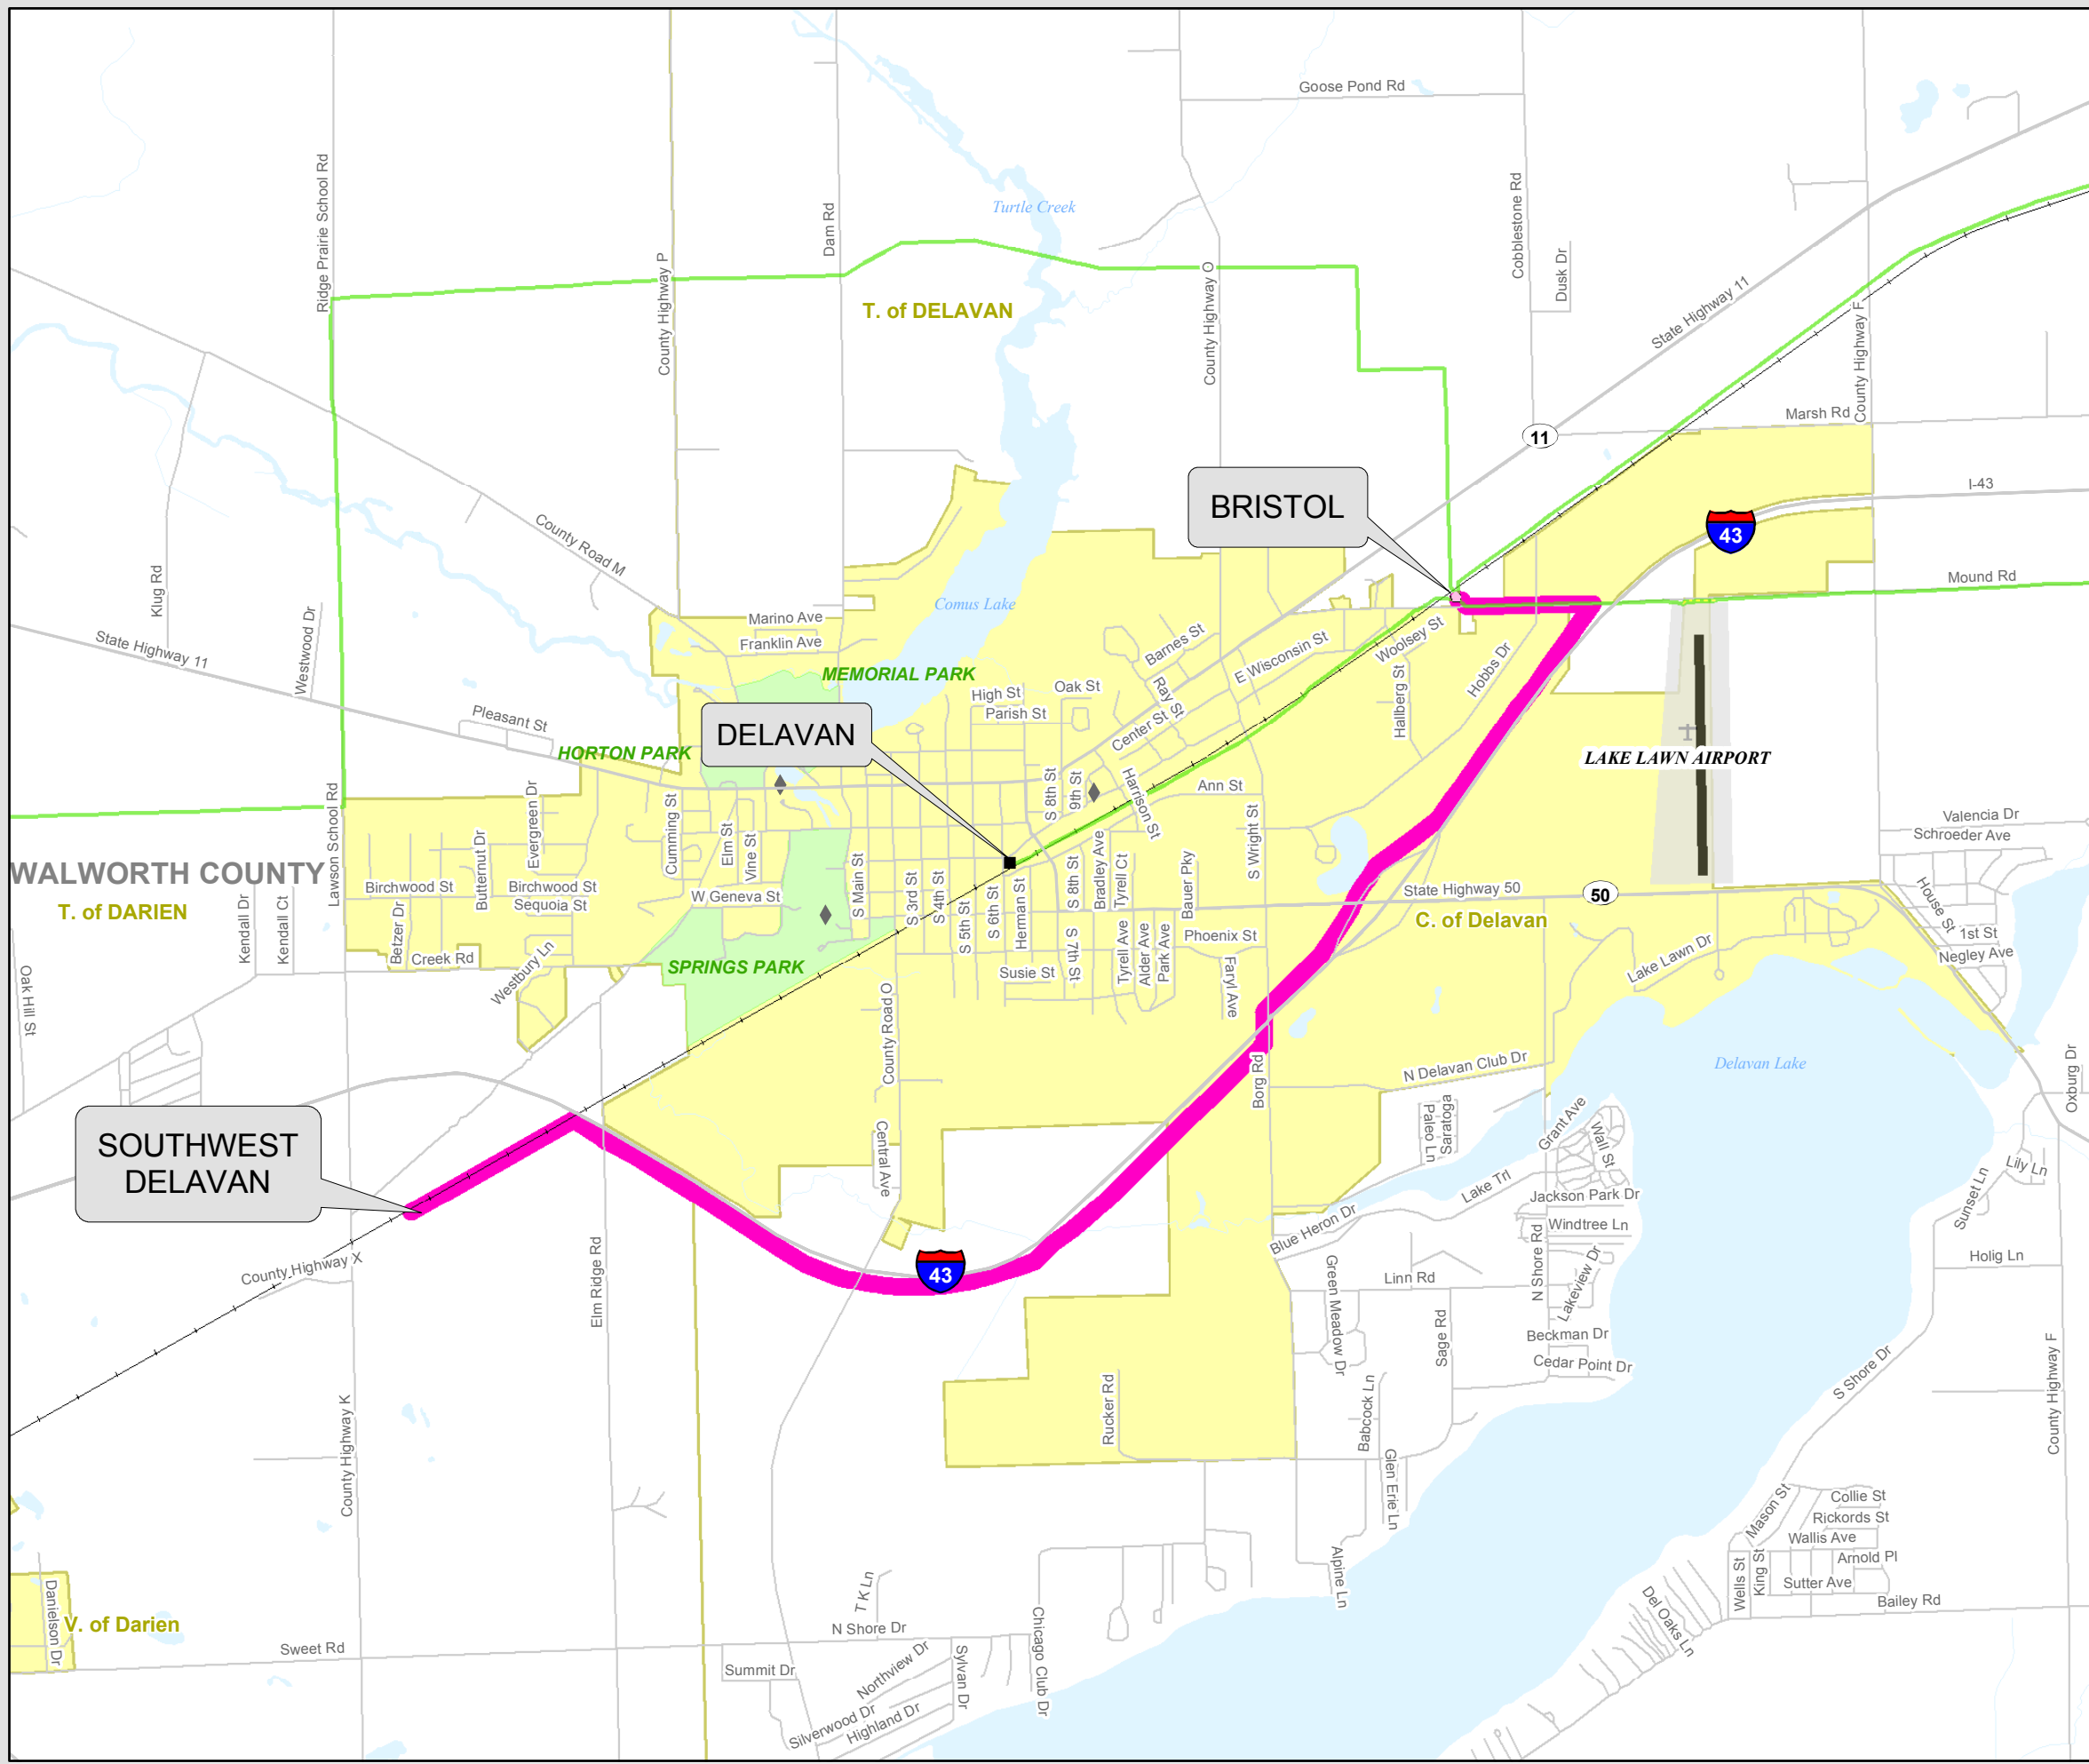 Goose Pond Rd
Ridge Prairie School Rd
County Highway P
Dam Rd
Turtle Creek
County Highway O
Cobblestone Rd
Dusk Dr
State Highway 11
County Highway F
T. of DELAVAN
Marsh Rd
11
I-43
43
BRISTOL
Mound Rd
Klug Rd
County Road M
Comus Lake
Westwood Dr
State Highway 11
Marino Ave
Franklin Ave
MEMORIAL PARK
Barnes St
E Wisconsin St
Woolsey St
Hobbs Dr
Hallberg St
Ray St
Center St
High St
Oak St
Parish St
Pleasant St
HORTON PARK
DELAVAN
LAKE LAWN AIRPORT
Lawson School Rd
Evergreen Dr
Butternut Dr
Cumming St
Elm St
Vine St
S 8th St
9th St
Harrison St
Ann St
S Wright St
Valencia Dr
Schroeder Ave
WALWORTH COUNTY
T. of DARIEN
Kendall Dr
Kendall Ct
Birchwood St
Birchwood St
Sequoia St
Betzer Dr
Creek Rd
Westbury Ln
W Geneva St
S Main St
S 3rd St
S 4th St
S 5th St
S 6th St
Herman St
S 8th St
S 7th St
Bradley Ave
Tyrell Ct
Bauer Pky
Tyrell Ave
Alder Ave
Park Ave
Phoenix St
Faryl Ave
Susie St
State Highway 50
50
C. of Delavan
Lake Lawn Dr
House St
1st St
Negley Ave
SPRINGS PARK
Oak Hill St
County Road O
Borg Rd
N Delavan Club Dr
Delavan Lake
Oxburg Dr
SOUTHWEST
DELAVAN
Central Ave
Paleo Ln
Saratoga
Grant Ave
Wall St
Lake Trl
Jackson Park Dr
Windtree Ln
Blue Heron Dr
Lily Ln
Sunset Ln
Holig Ln
County Highway X
Elm Ridge Rd
43
Green Meadow Dr
Linn Rd
N Shore Rd
Lakeview Dr
Sage Rd
Beckman Dr
Cedar Point Dr
S Shore Dr
County Highway F
County Highway K
Rucker Rd
Babcock Ln
Glen Erie Ln
Alpine Ln
Mason St
Collie St
Rickords St
Wallis Ave
Arnold Pl
Sutter Ave
Wells St
King St
Bailey Rd
Del Oaks Ln
Danielson Dr
V. of Darien
Sweet Rd
T K Ln
N Shore Dr
Summit Dr
Northview Dr
Silverwood Dr
Highland Dr
Sylvan Dr
Chicago Club Dr